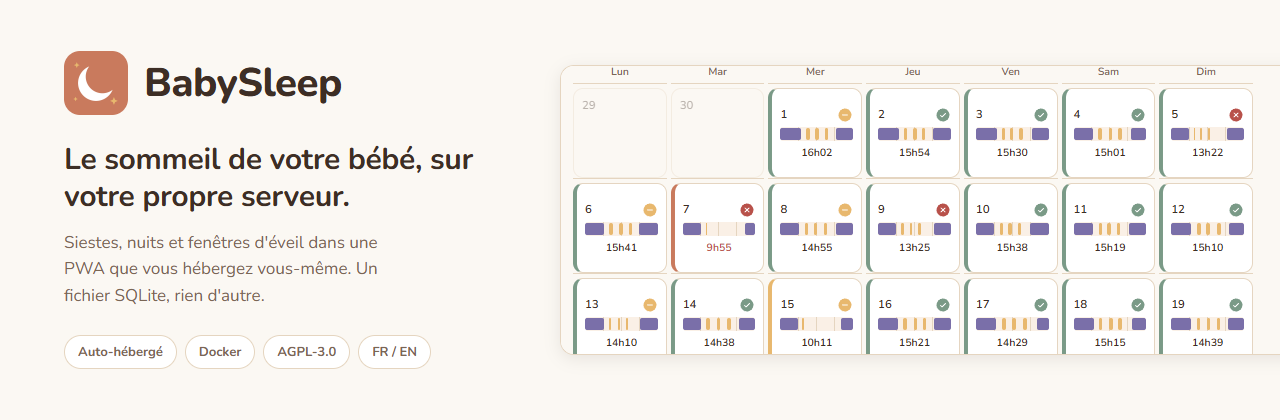 BabySleep
Le sommeil de votre bébé, sur
votre propre serveur.
Siestes, nuits et fenêtres d'éveil dans une
PWA que vous hébergez vous-même. Un
fichier SQLite, rien d'autre.
Auto-hébergé Docker AGPL-3.0 FR / EN
Lun Mar Mer Jeu Ven Sam Dim
29 30 1 2 3 4 5
16h02 15h54 15h30 15h01 13h22
6 7 8 9 10 11 12
15h41 9h55 14h55 13h25 15h38 15h19 15h10
13 14 15 16 17 18 19
14h10 14h38 10h11 15h21 14h29 15h15 14h39